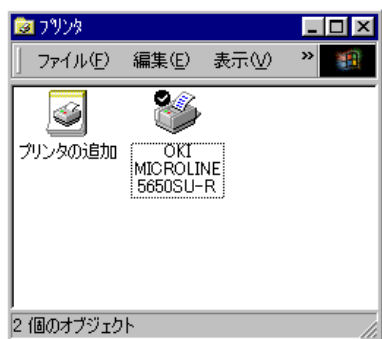 プリンタ
ファイル(F) 編集(E) 表示(V) »
プリンタの追加
OKI
MICROLINE
5650SU-R
2 個のオブジェクト